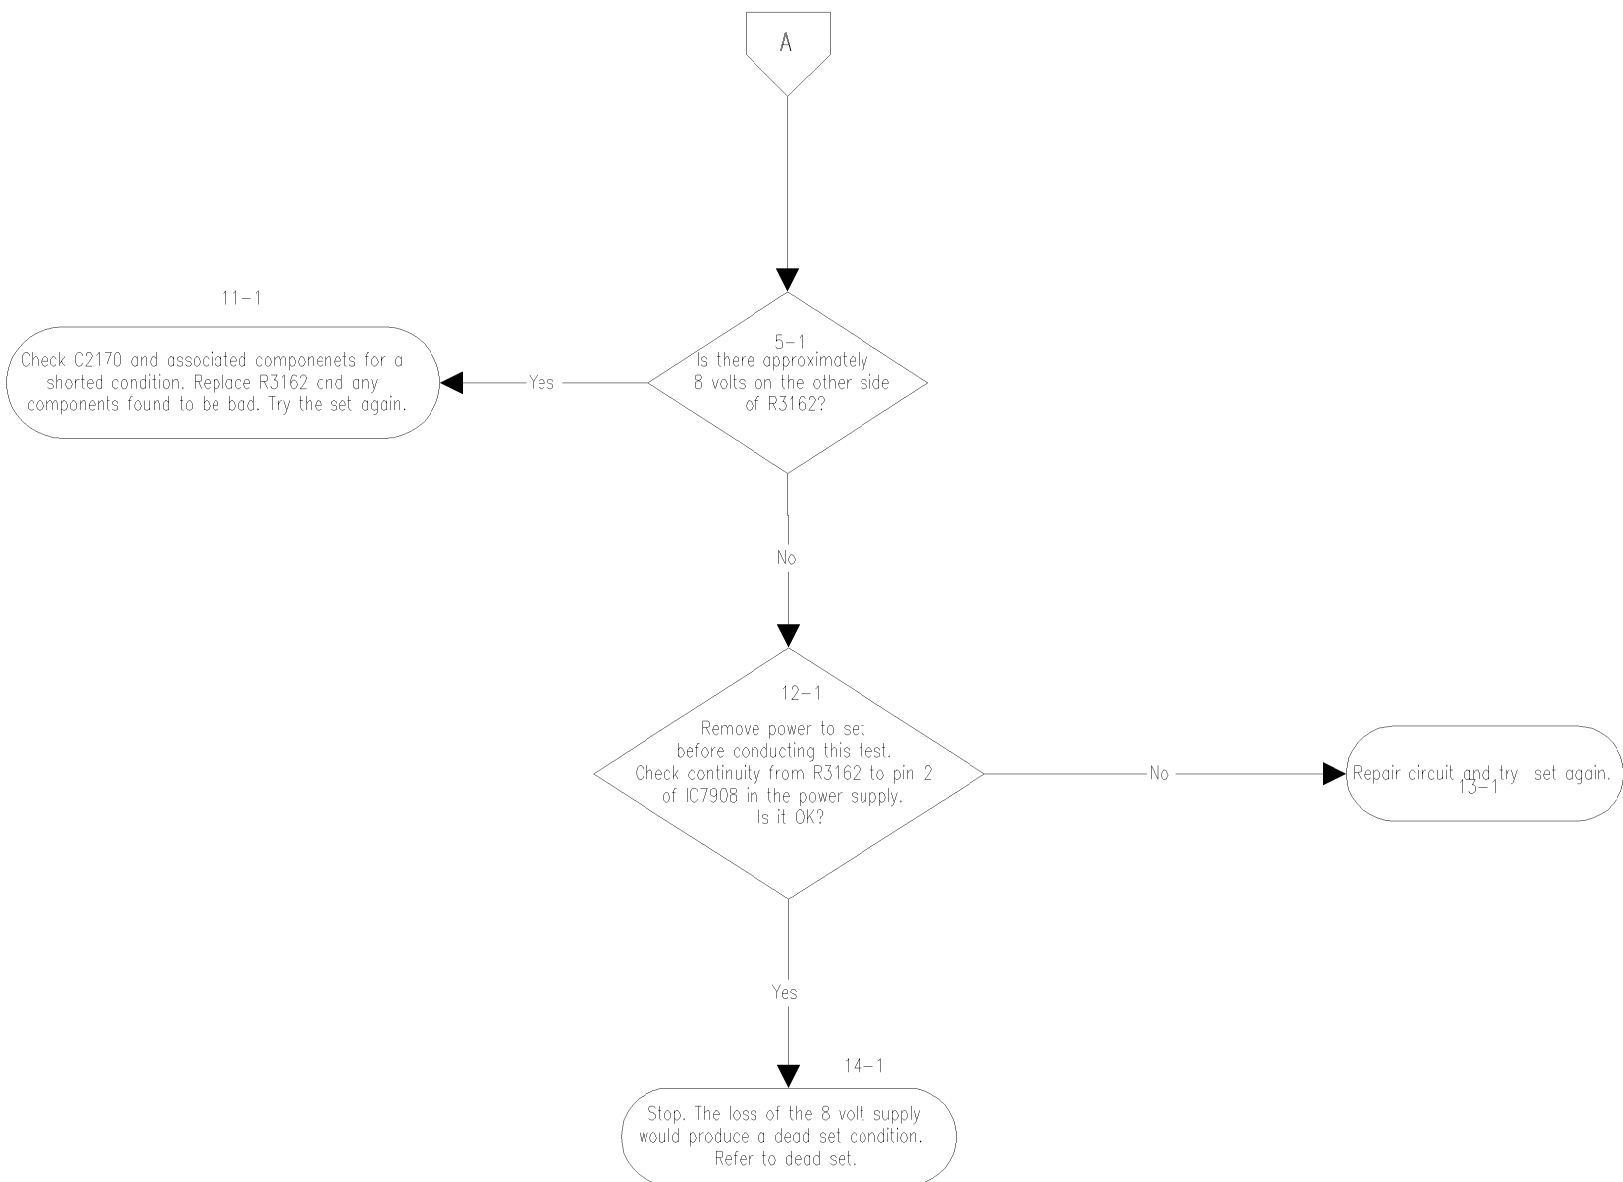 A
11-1
Check C2170 and associated componenets for a
shorted condition. Replace R3162 cnd any
components found to be bad. Try the set again.
Yes
5-1
Is there approximately
8 volts on the other side
of R3162?
No
12-1
Remove power to set
before conducting this test.
Check continuity from R3162 to pin 2
of IC7908 in the power supply.
Is it OK?
No
Repair circuit and try set again.
13-1
Yes
14-1
Stop. The loss of the 8 volt supply
would produce a dead set condition.
Refer to dead set.